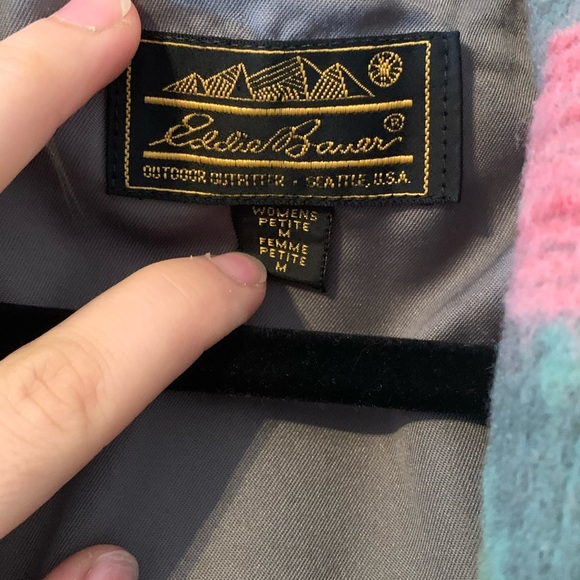 Eddie Bauer®
OUTDOOR OUTFITTER · SEATTLE, U.S.A.
WOMENS
PETITE
M
FEMME
PETITE
M